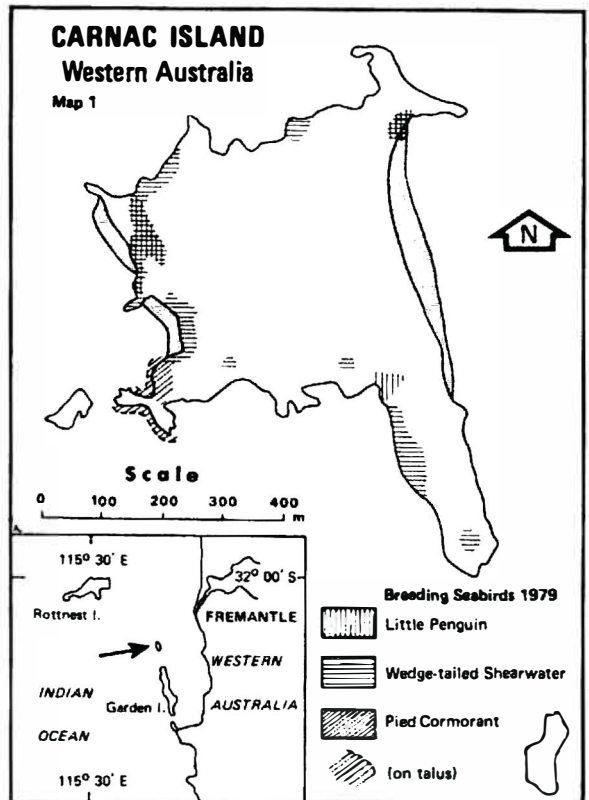 CARNAC ISLAND
Western Australia
Map 1
N
Scale
0 100 200 300 400
m
115° 30' E
32° 00' S
Rottnest I.
FREMANTLE
WESTERN
INDIAN
Garden I.
AUSTRALIA
OCEAN
115° 30' E
Breeding Seabirds 1979
Little Penguin
Wedge-tailed Shearwater
Pied Cormorant
(on talus)